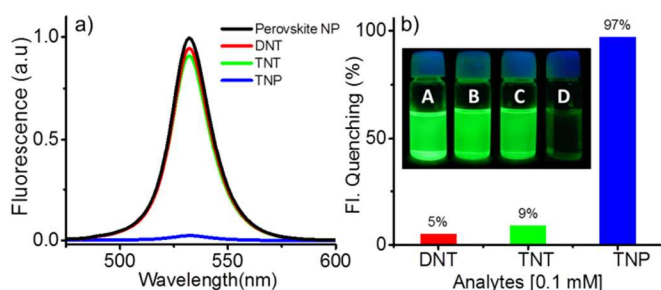 a)
Fluorescence (a.u)
1.0
0.5
0.0
500
550
600
Wavelength(nm)
Perovskite NP
DNT
TNT
TNP
b)
Fl. Quenching (%)
100
50
0
97%
9%
5%
A B C D
DNT TNT TNP
Analytes [0.1 mM]